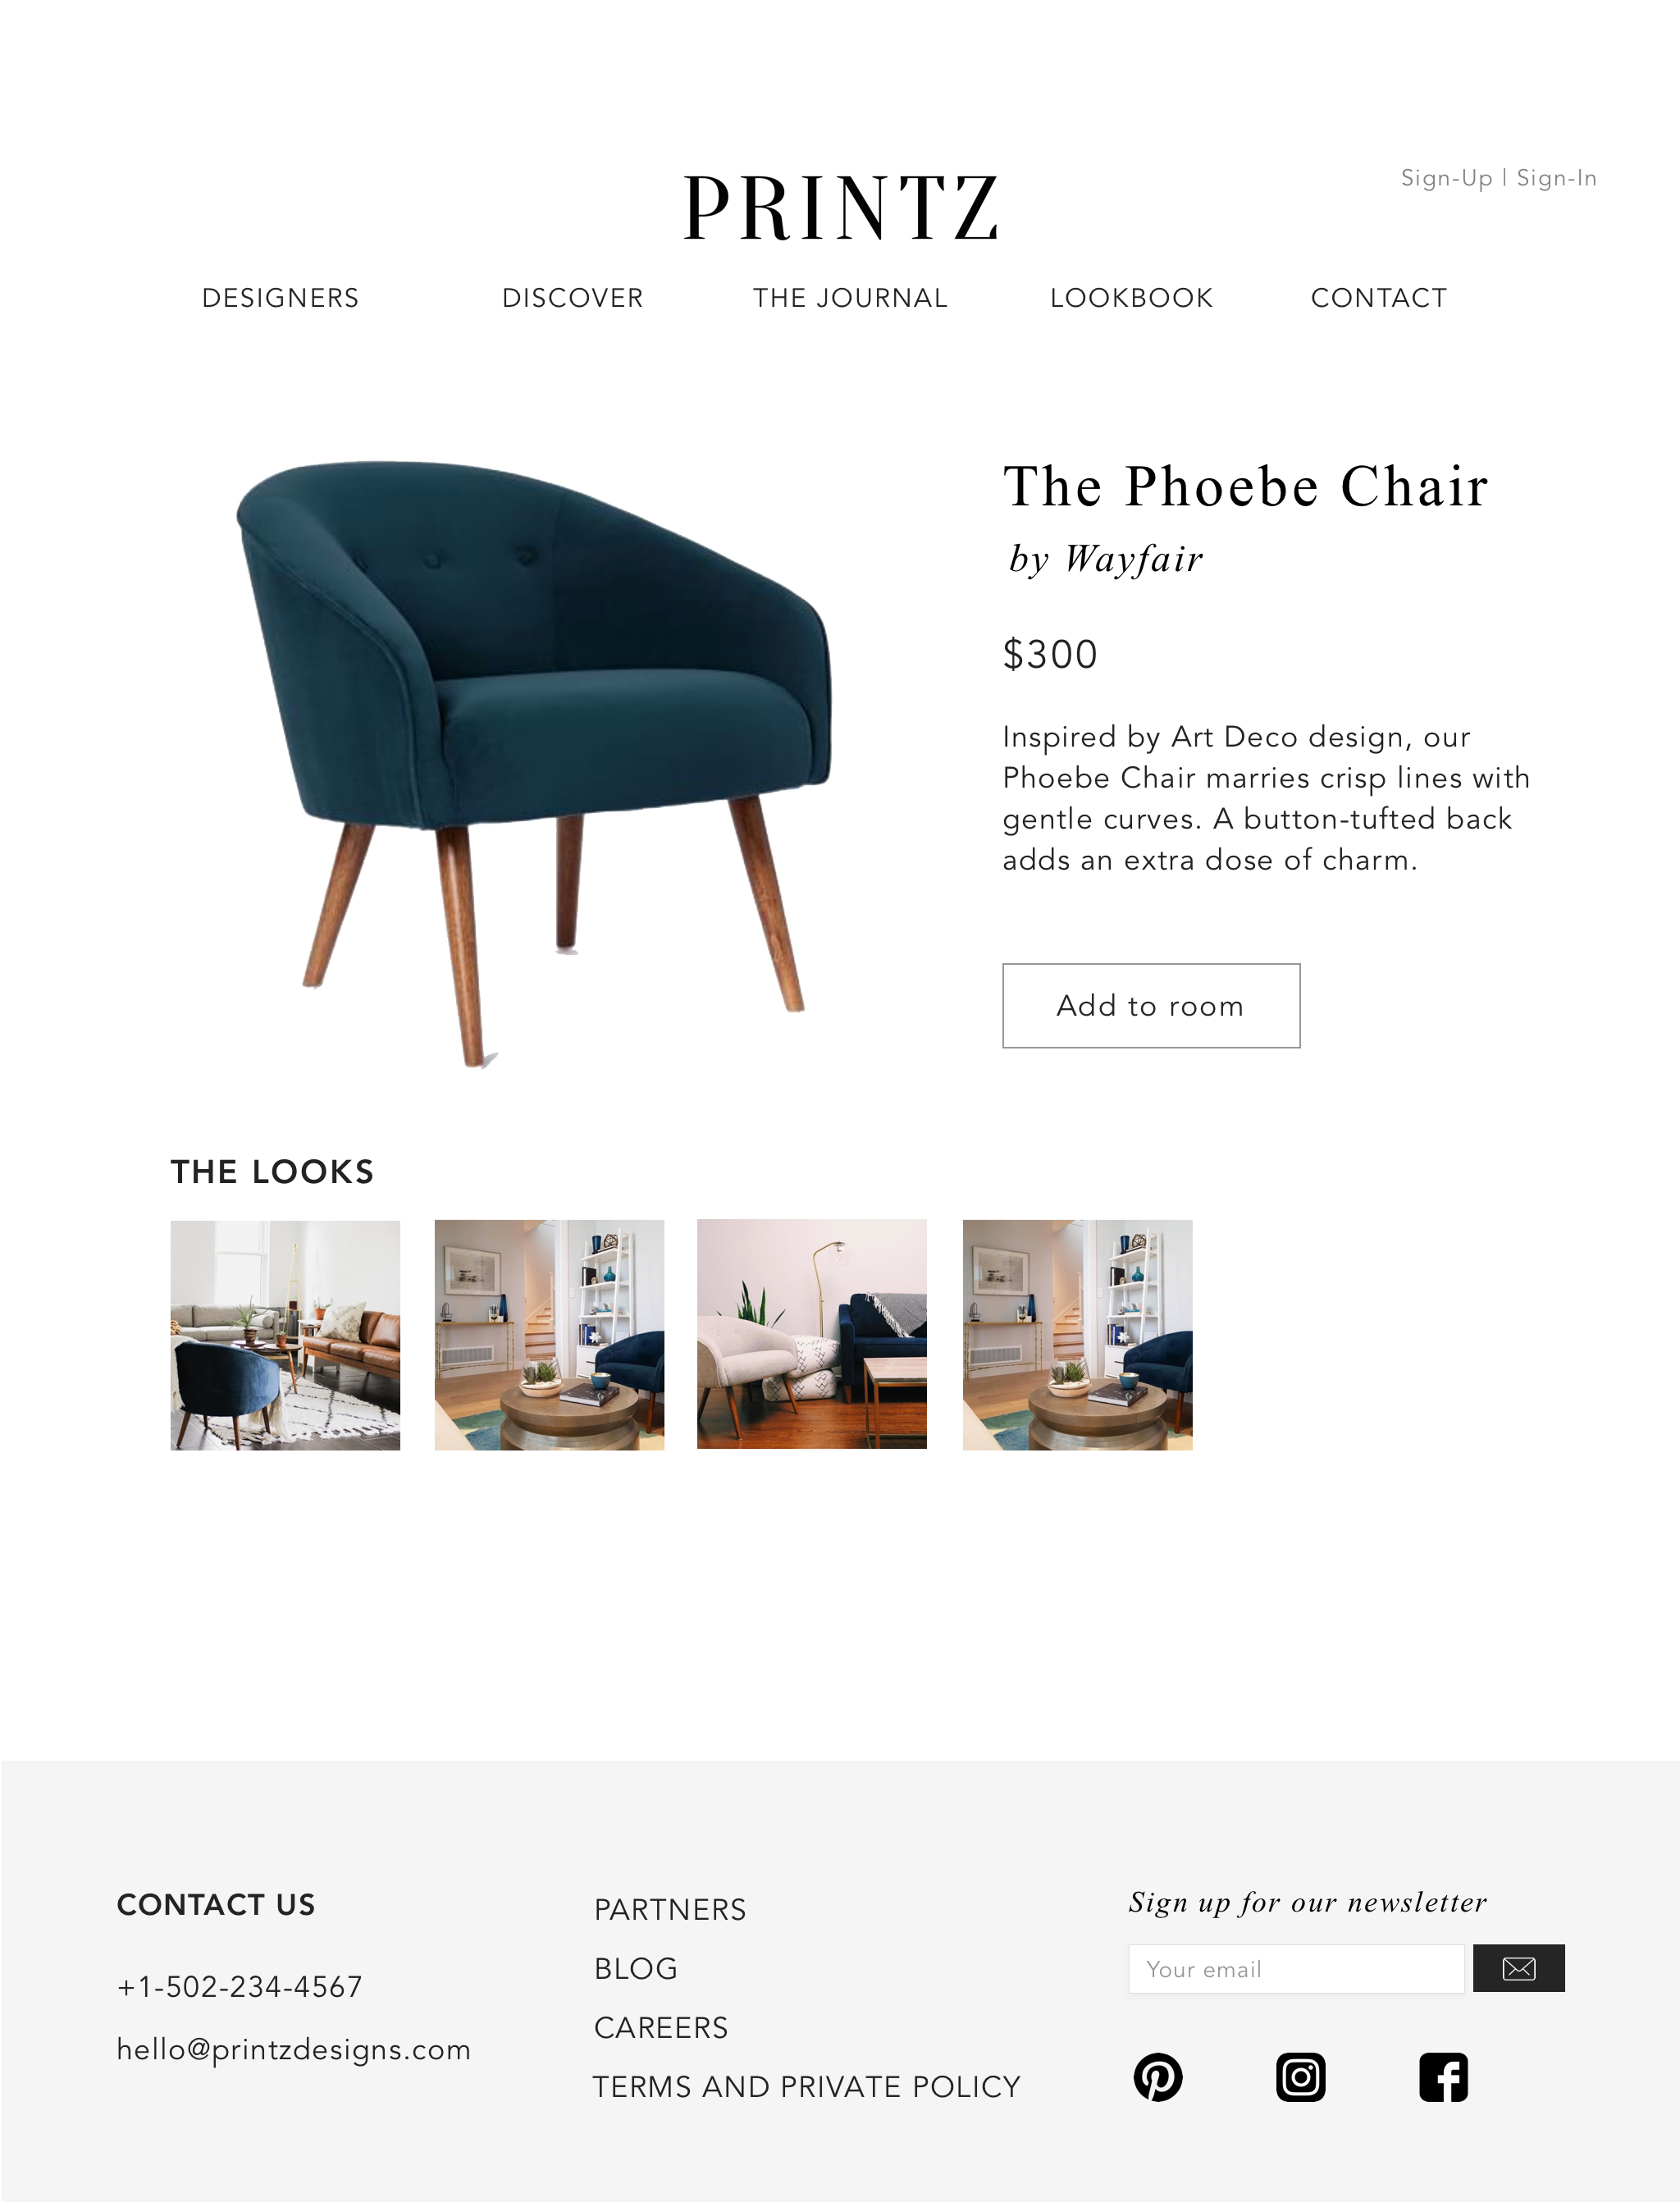 Sign-Up | Sign-In
PRINTZ
DESIGNERS DISCOVER THE JOURNAL LOOKBOOK CONTACT
The Phoebe Chair
by Wayfair
$300
Inspired by Art Deco design, our
Phoebe Chair marries crisp lines with
gentle curves. A button-tufted back
adds an extra dose of charm.
Add to room
THE LOOKS
CONTACT US
+1-502-234-4567
hello@printzdesigns.com
PARTNERS
BLOG
CAREERS
TERMS AND PRIVATE POLICY
Sign up for our newsletter
Your email